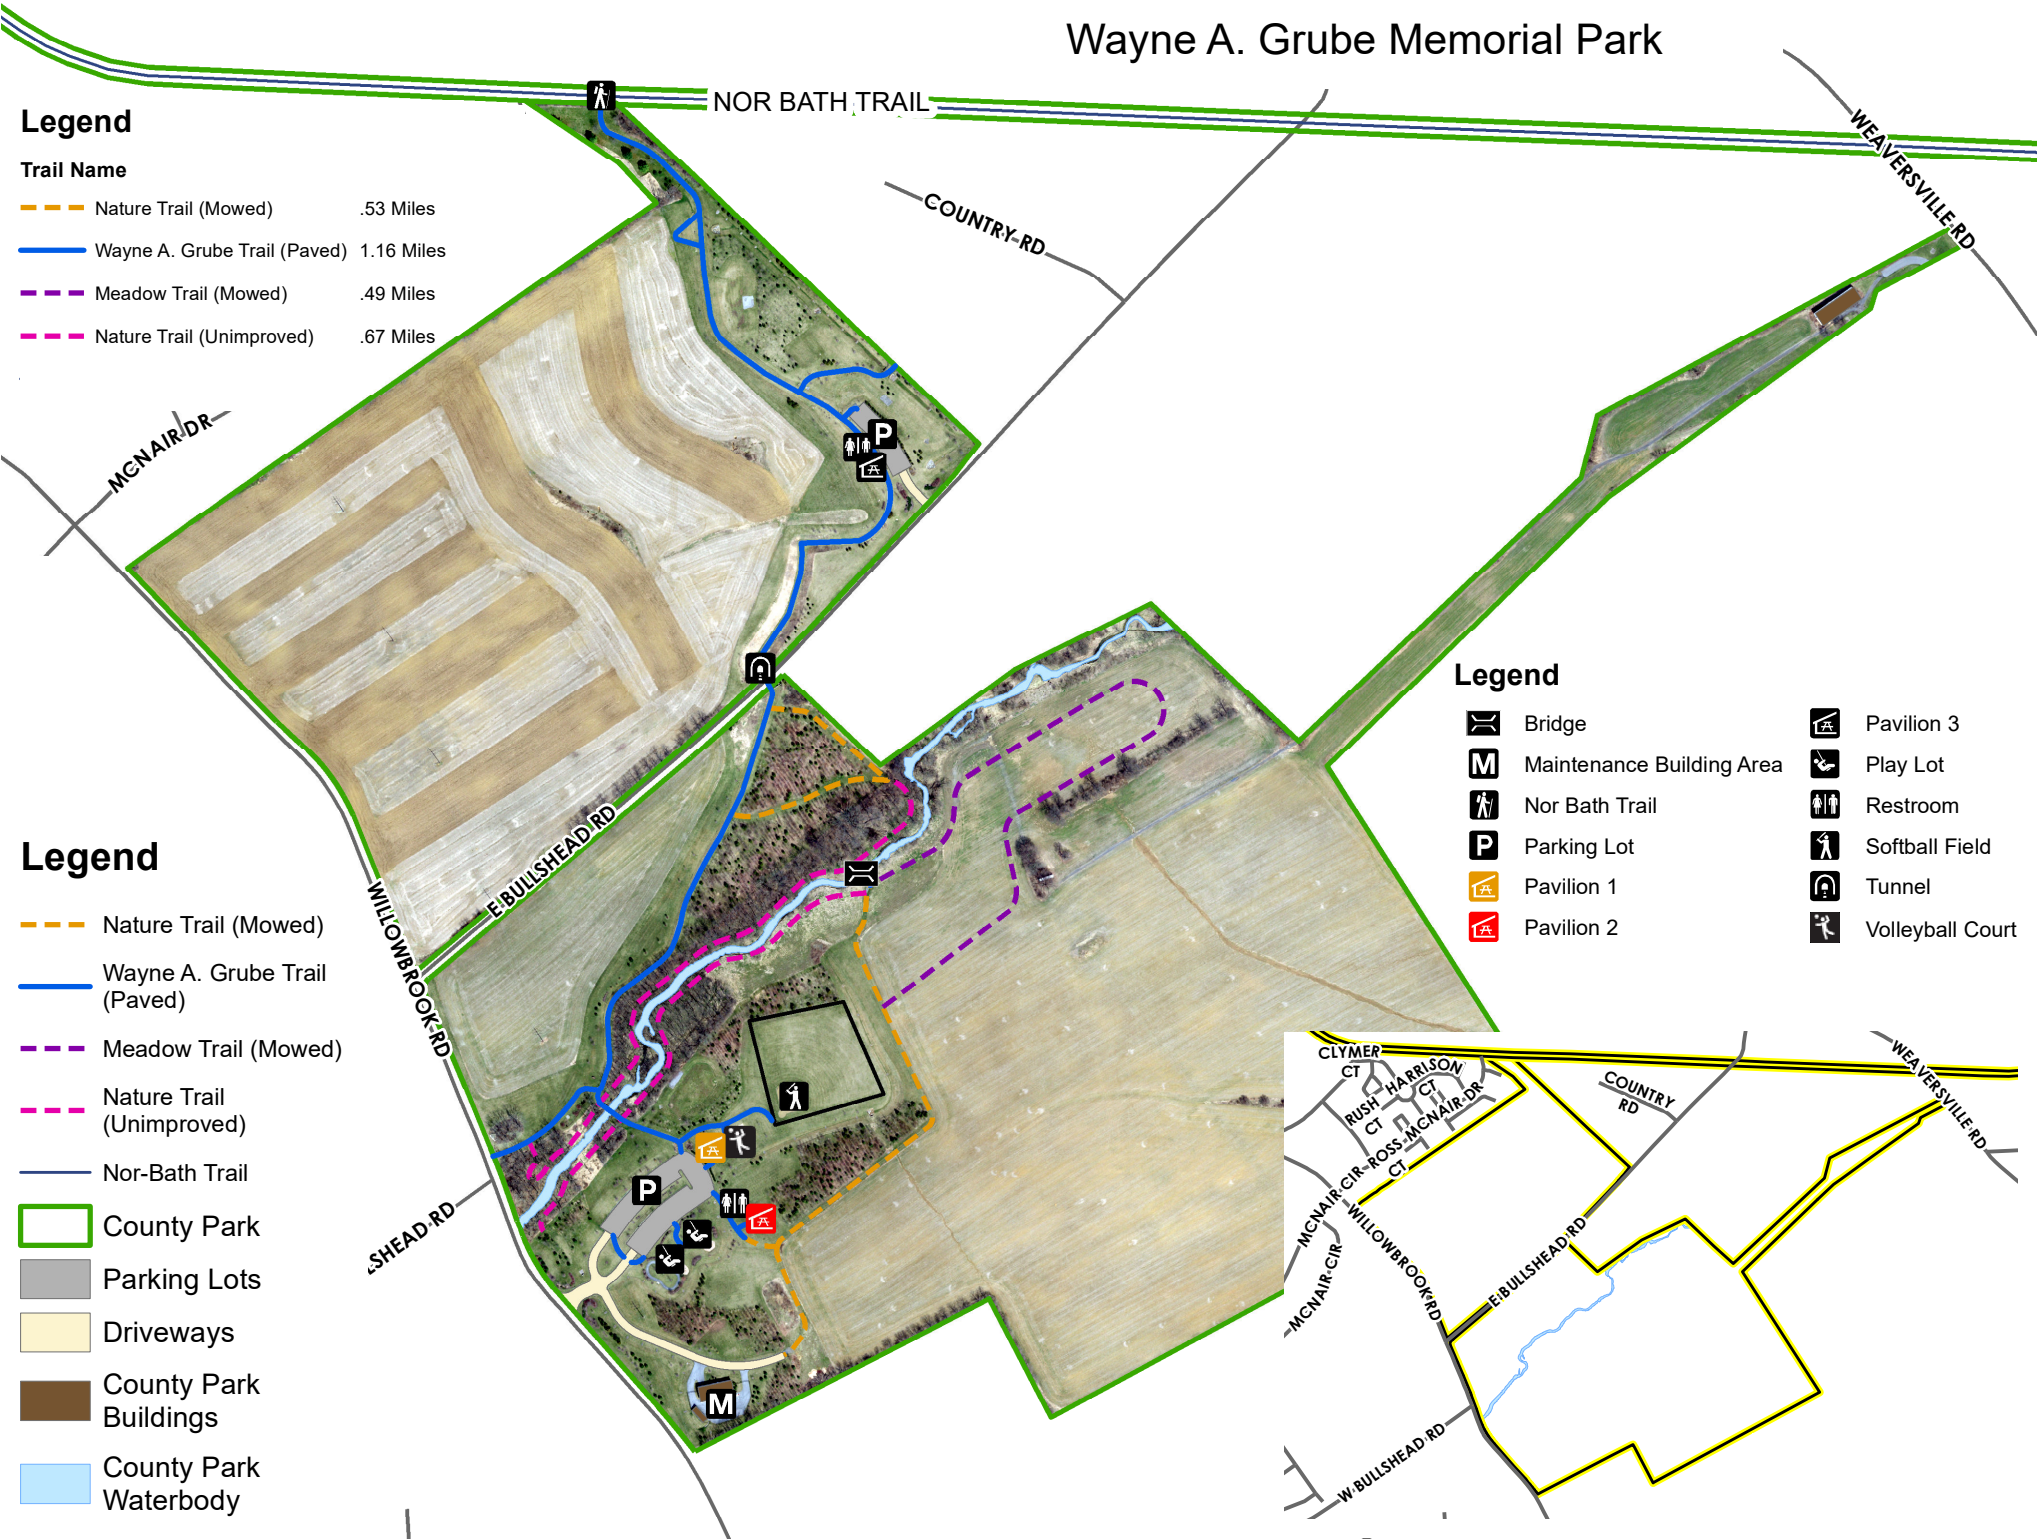 Wayne A. Grube Memorial Park
NOR BATH TRAIL
WEAVERSVILLE RD
COUNTRY RD
Legend
Trail Name
Nature Trail (Mowed) .53 Miles
Wayne A. Grube Trail (Paved) 1.16 Miles
Meadow Trail (Mowed) .49 Miles
Nature Trail (Unimproved) .67 Miles
MCNAIR DR
P
E BULLSHEAD RD
WILLOWBROOK RD
Legend
Bridge
M Maintenance Building Area
Nor Bath Trail
P Parking Lot
Pavilion 1
Pavilion 2
Pavilion 3
Play Lot
Restroom
Softball Field
Tunnel
Volleyball Court
Legend
Nature Trail (Mowed)
Wayne A. Grube Trail
(Paved)
Meadow Trail (Mowed)
Nature Trail
(Unimproved)
Nor-Bath Trail
County Park
Parking Lots
Driveways
County Park
Buildings
County Park
Waterbody
P
M
SHEAD RD
CLYMER
CT
HARRISON
CT
RUSH
CT
MCNAIR DR
ROSS
CT
MCNAIR CIR
MCNAIR CIR
WILLOWBROOK RD
E BULLSHEAD RD
W BULLSHEAD RD
COUNTRY
RD
WEAVERSVILLE RD